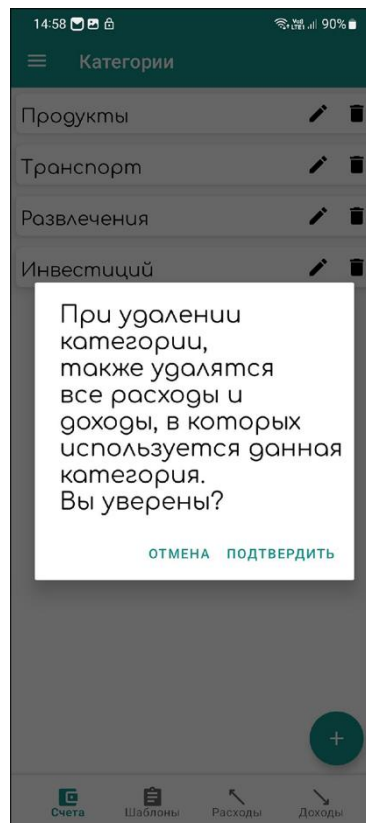 14:58 90%
Категории
Продукты
Транспорт
Развлечения
Инвестиций
При удалении
категории,
также удалятся
все расходы и
доходы, в которых
используется данная
категория.
Вы уверены?
ОТМЕНА ПОДТВЕРДИТЬ
Счета Шаблоны Расходы Доходы